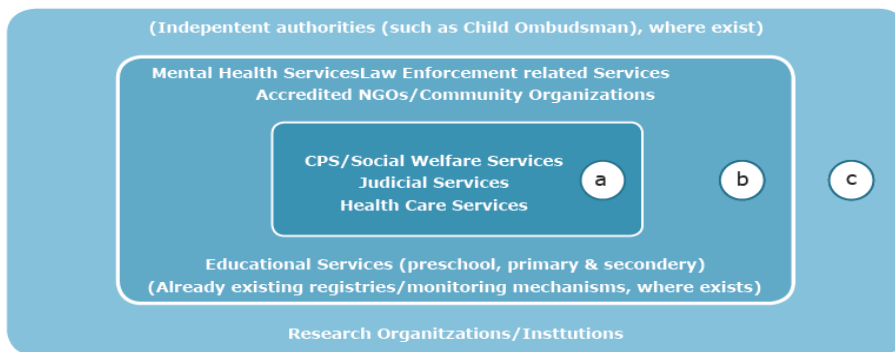 (Indepentent authorities (such as Child Ombudsman), where exist)
Mental Health ServicesLaw Enforcement related Services
Accredited NGOs/Community Organizations
CPS/Social Welfare Services
Judicial Services
Health Care Services
a
b
c
Educational Services (preschool, primary & secondery)
(Already existing registries/monitoring mechanisms, where exists)
Research Organitzations/Insttutions